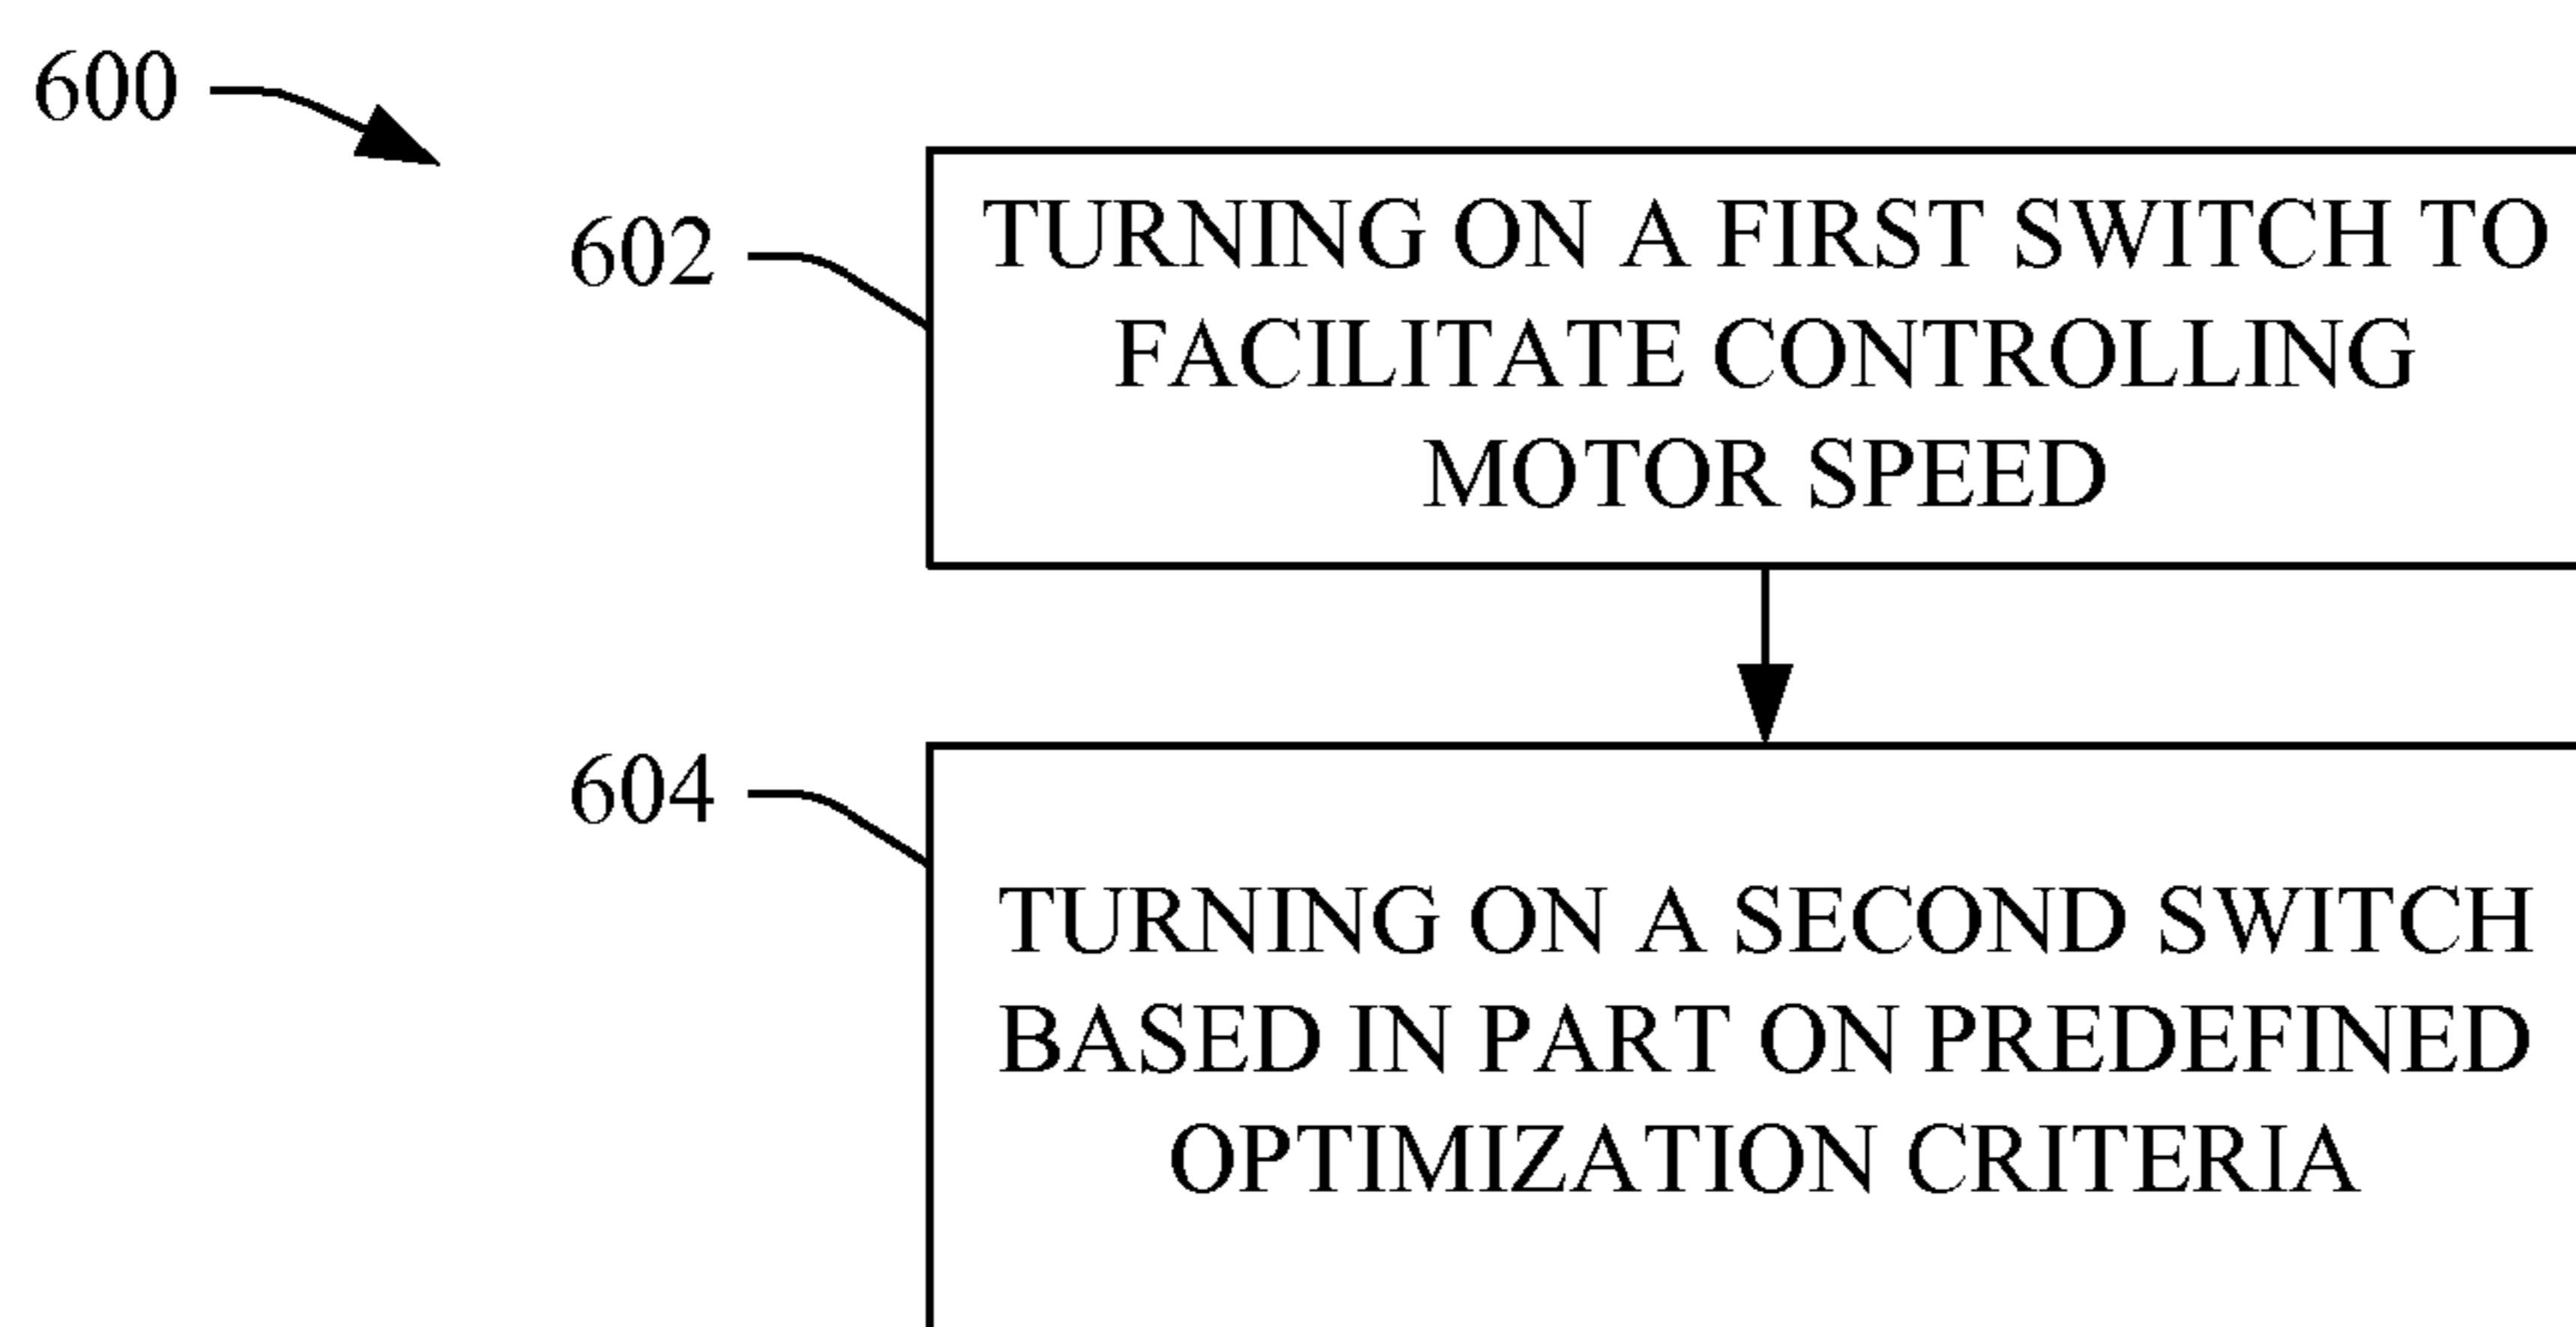 600
602
TURNING ON A FIRST SWITCH TO
FACILITATE CONTROLLING
MOTOR SPEED
604
TURNING ON A SECOND SWITCH
BASED IN PART ON PREDEFINED
OPTIMIZATION CRITERIA